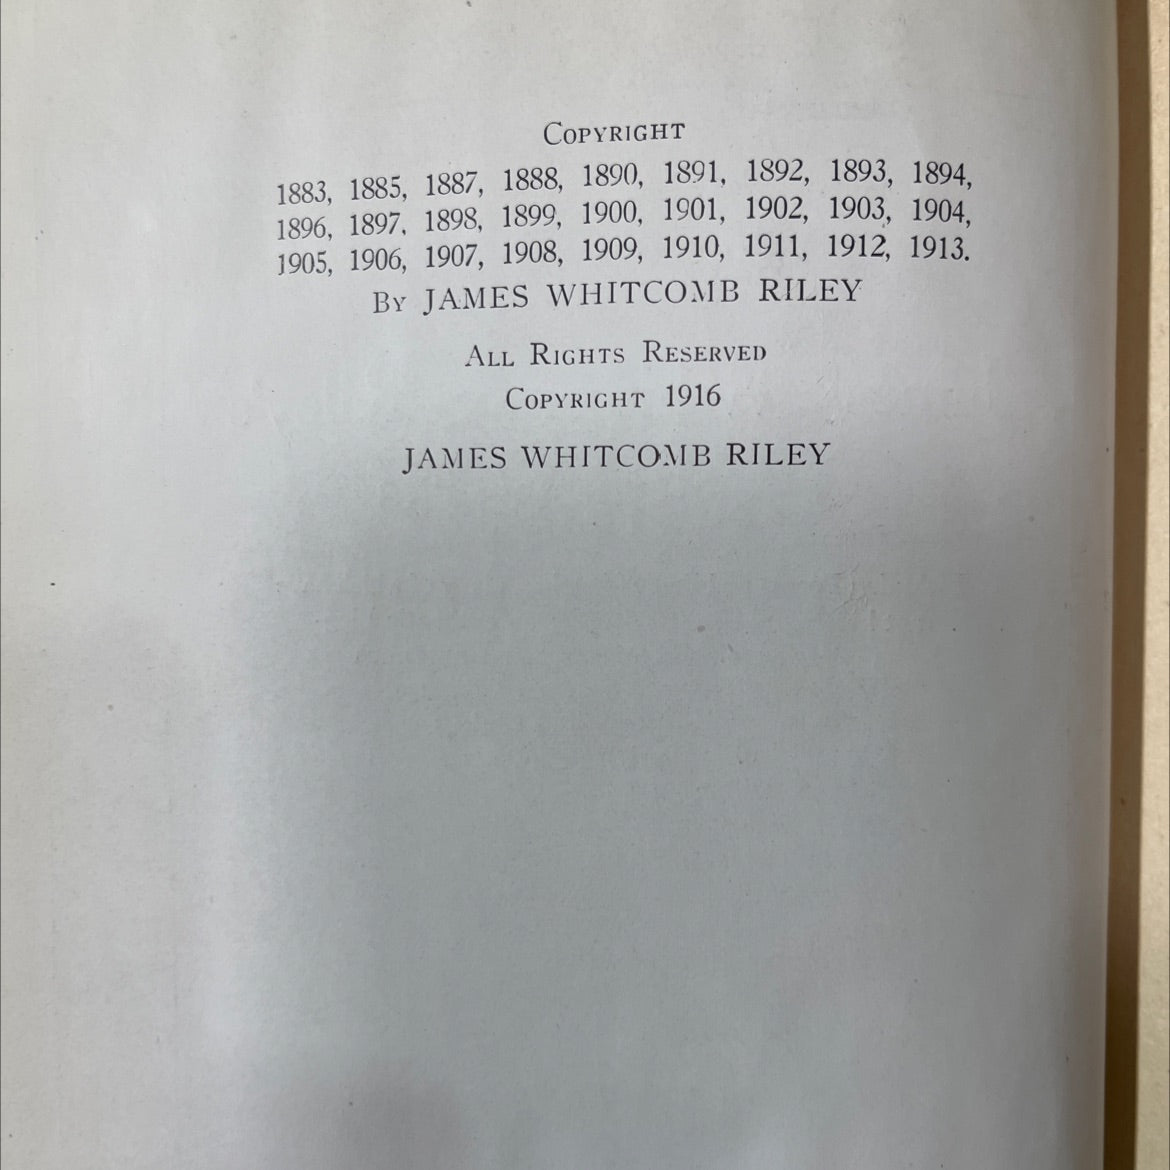 Copyright
1883, 1885, 1887, 1888, 1890, 1891, 1892, 1893, 1894,
1896, 1897, 1898, 1899, 1900, 1901, 1902, 1903, 1904,
1905, 1906, 1907, 1908, 1909, 1910, 1911, 1912, 1913.
By JAMES WHITCOMB RILEY
All Rights Reserved
Copyright 1916
JAMES WHITCOMB RILEY